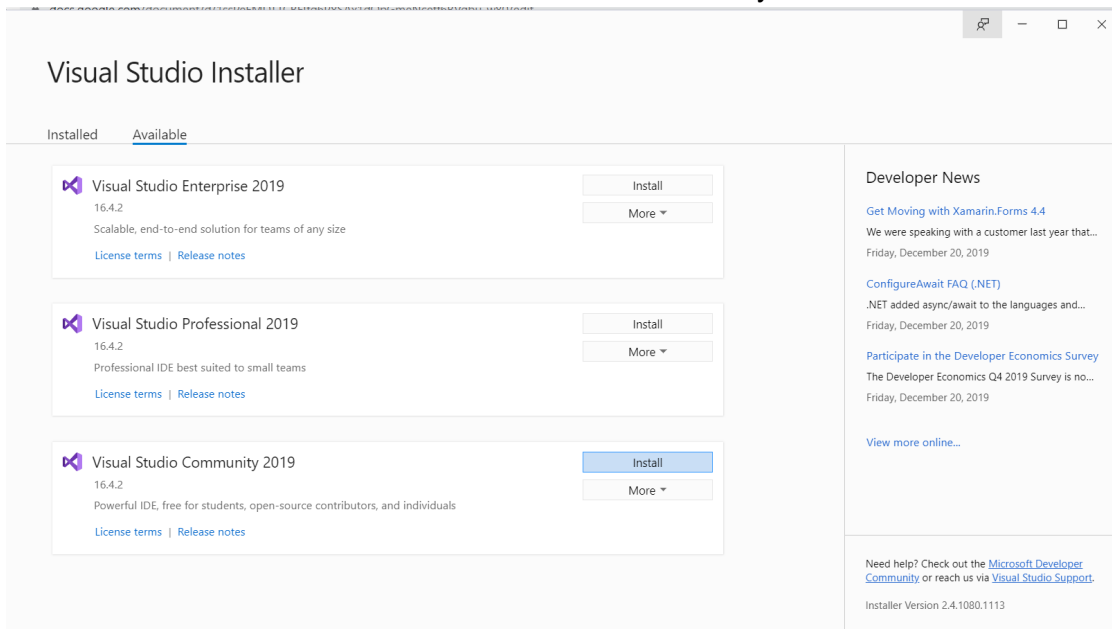 Visual Studio Installer
Installed Available
Visual Studio Enterprise 2019
16.4.2
Scalable, end-to-end solution for teams of any size
License terms | Release notes
Install
More
Visual Studio Professional 2019
16.4.2
Professional IDE best suited to small teams
License terms | Release notes
Install
More
Visual Studio Community 2019
16.4.2
Powerful IDE, free for students, open-source contributors, and individuals
License terms | Release notes
Install
More
Developer News
Get Moving with Xamarin.Forms 4.4
We were speaking with a customer last year that...
Friday, December 20, 2019
ConfigureAwait FAQ (.NET)
.NET added async/await to the languages and...
Friday, December 20, 2019
Participate in the Developer Economics Survey
The Developer Economics Q4 2019 Survey is no...
Friday, December 20, 2019
View more online...
Need help? Check out the Microsoft Developer
Community or reach us via Visual Studio Support.
Installer Version 2.4.1080.1113